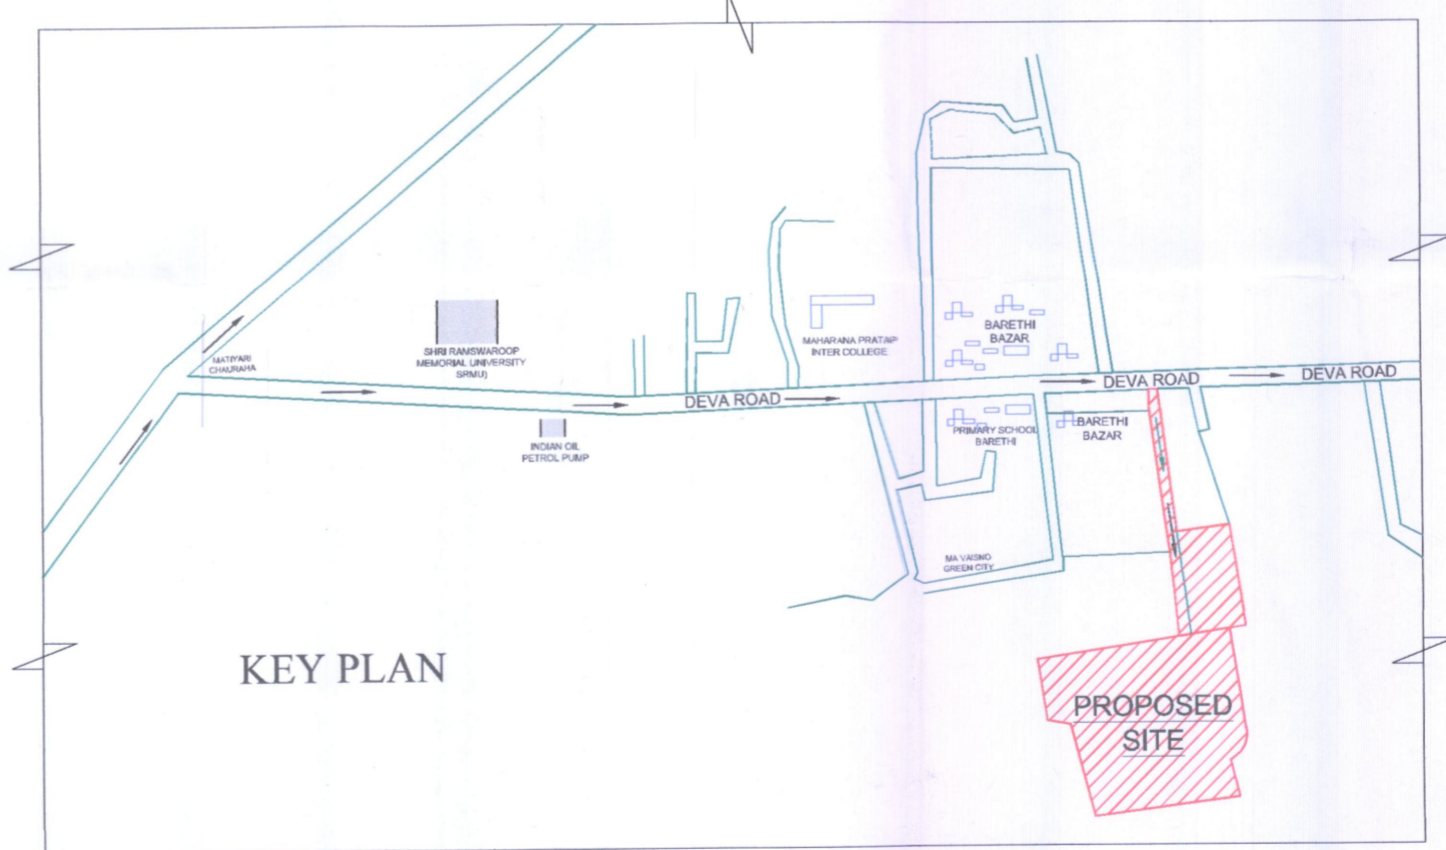 MATIYARI
CHAURAHA
SHRI RAMSWAROOP
MEMORIAL UNIVERSITY
SRMU)
INDIAN OIL
PETROL PUMP
DEVA ROAD
MAHARANA PRATAP
INTER COLLEGE
BARETHI
BAZAR
DEVA ROAD
DEVA ROAD
PRIMARY SCHOOL
BARETHI
BARETHI
BAZAR
MA VAISNO
GREEN CITY
KEY PLAN
PROPOSED
SITE